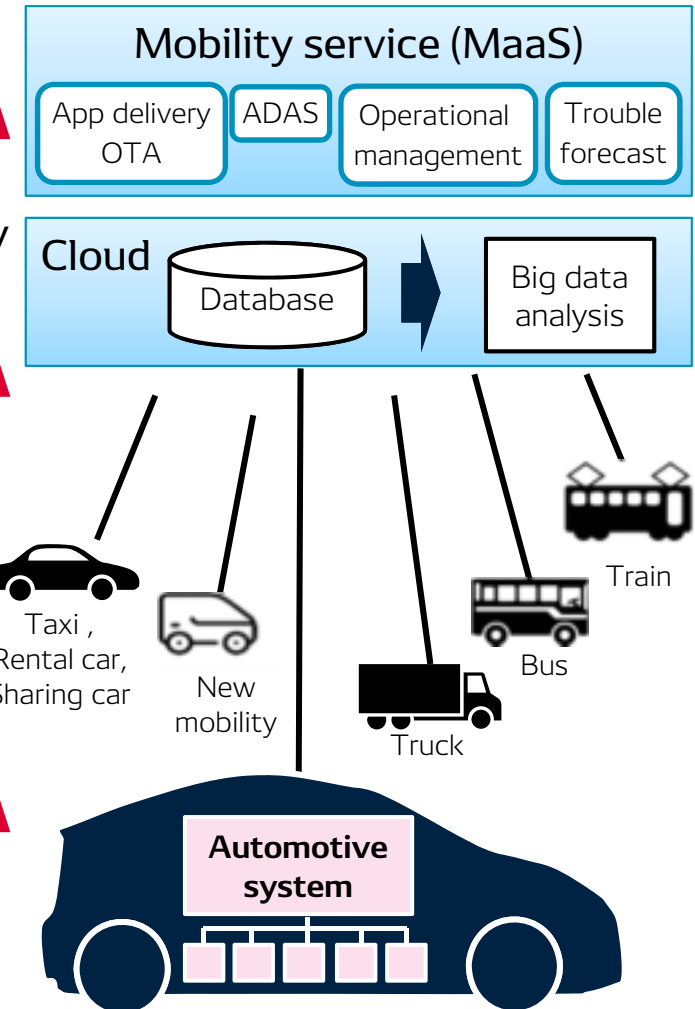 Mobility service (MaaS)
App delivery
OTA
ADAS
Operational
management
Trouble
forecast
Cloud
Database
Big data
analysis
Train
Taxi ,
Rental car,
Sharing car
Bus
New
mobility
Truck
Automotive
system